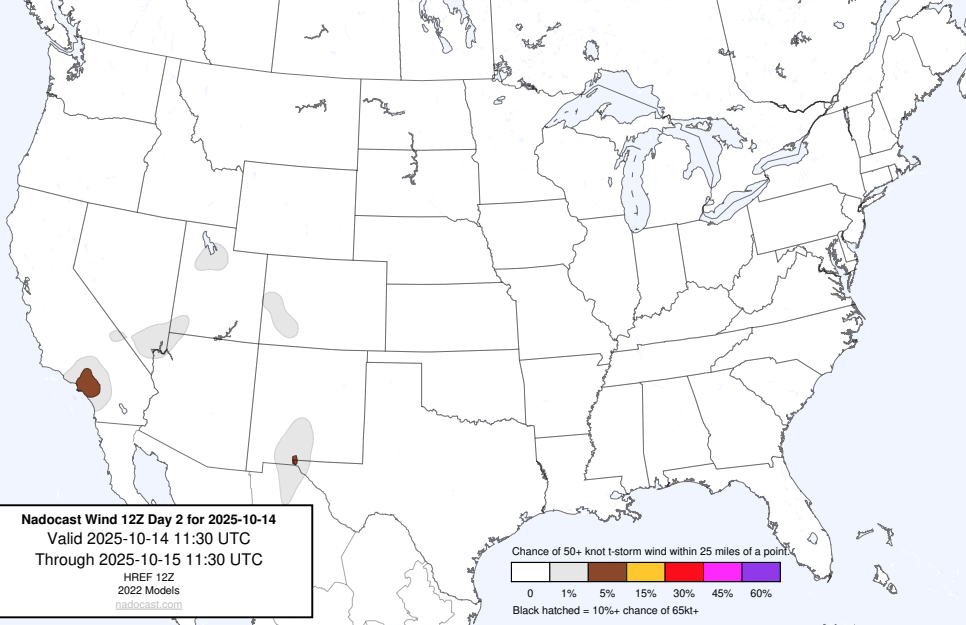 Nadocast Wind 12Z Day 2 for 2025-10-14
Valid 2025-10-14 11:30 UTC
Through 2025-10-15 11:30 UTC
HREF 12Z
2022 Models
nadocast.com
Chance of 50+ knot t-storm wind within 25 miles of a point.
0 1% 5% 15% 30% 45% 60%
Black hatched = 10%+ chance of 65kt+